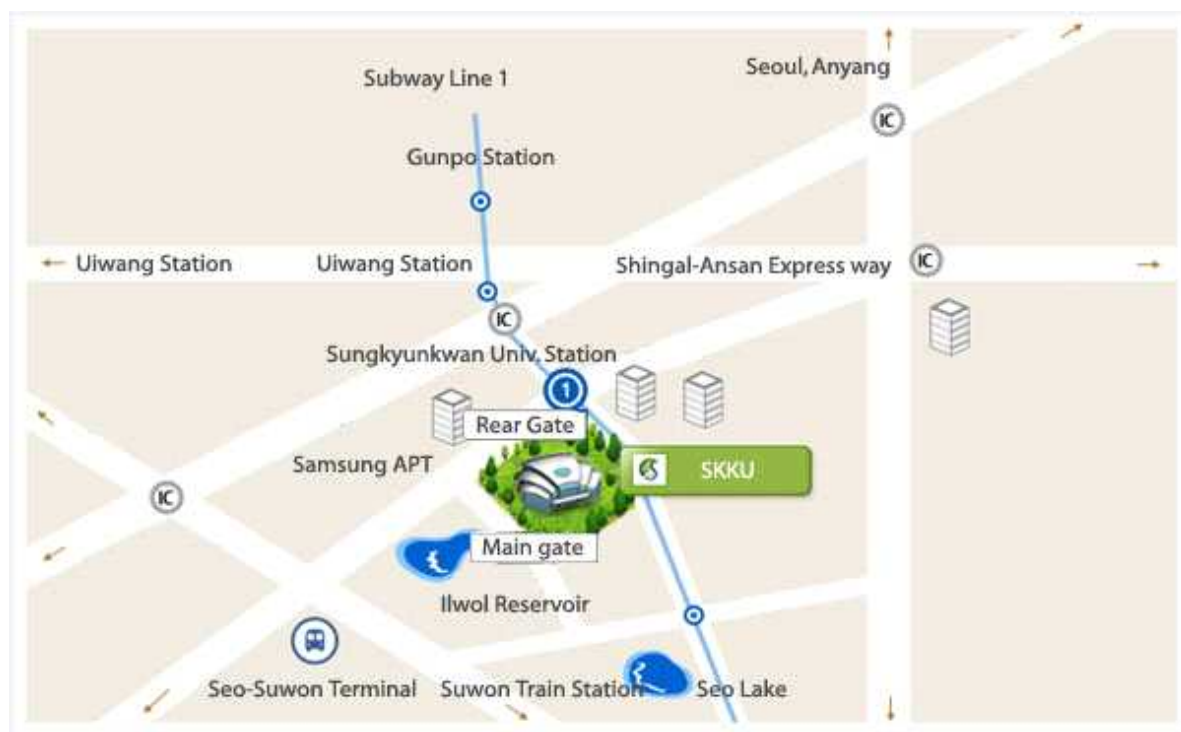 Seoul, Anyang
Subway Line 1
IC
Gunpo Station
Uiwang Station
Uiwang Station
Shingal-Ansan Express way
IC
IC
Sungkyunkwan Univ. Station
1
Rear Gate
Samsung APT
SKKU
IC
Main gate
Ilwol Reservoir
Seo-Suwon Terminal
Suwon Train Station
Seo Lake